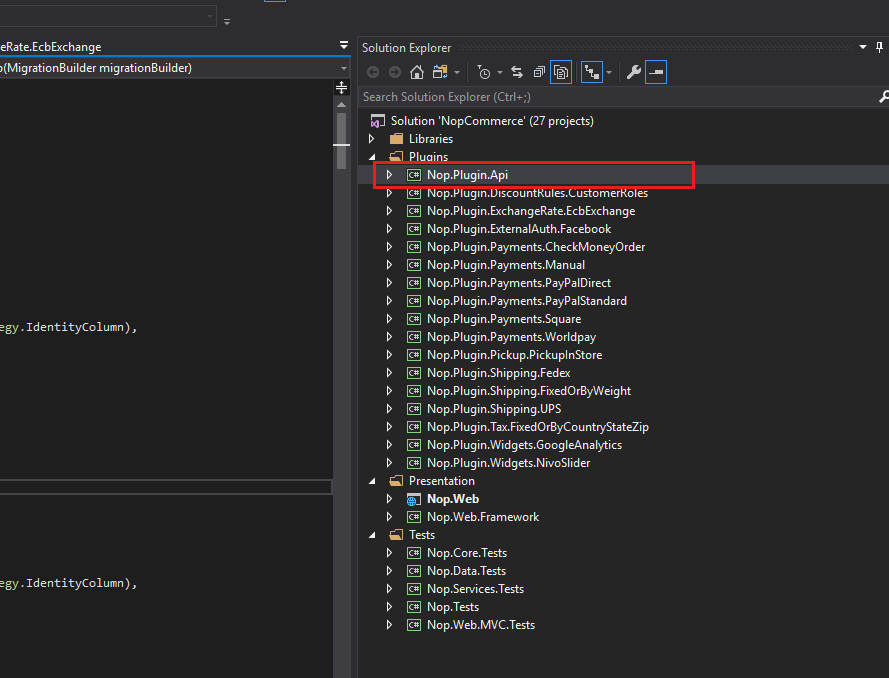 eRate.EcbExchange
o(MigrationBuilder migrationBuilder)
egy.IdentityColumn),
egy.IdentityColumn),
Solution Explorer
Search Solution Explorer (Ctrl+;)
Solution 'NopCommerce' (27 projects)
Libraries
Plugins
C# Nop.Plugin.Api
C# Nop.Plugin.DiscountRules.CustomerRoles
C# Nop.Plugin.ExchangeRate.EcbExchange
C# Nop.Plugin.ExternalAuth.Facebook
C# Nop.Plugin.Payments.CheckMoneyOrder
C# Nop.Plugin.Payments.Manual
C# Nop.Plugin.Payments.PayPalDirect
C# Nop.Plugin.Payments.PayPalStandard
C# Nop.Plugin.Payments.Square
C# Nop.Plugin.Payments.Worldpay
C# Nop.Plugin.Pickup.PickupInStore
C# Nop.Plugin.Shipping.Fedex
C# Nop.Plugin.Shipping.FixedOrByWeight
C# Nop.Plugin.Shipping.UPS
C# Nop.Plugin.Tax.FixedOrByCountryStateZip
C# Nop.Plugin.Widgets.GoogleAnalytics
C# Nop.Plugin.Widgets.NivoSlider
Presentation
Nop.Web
C# Nop.Web.Framework
Tests
C# Nop.Core.Tests
C# Nop.Data.Tests
C# Nop.Services.Tests
C# Nop.Tests
C# Nop.Web.MVC.Tests